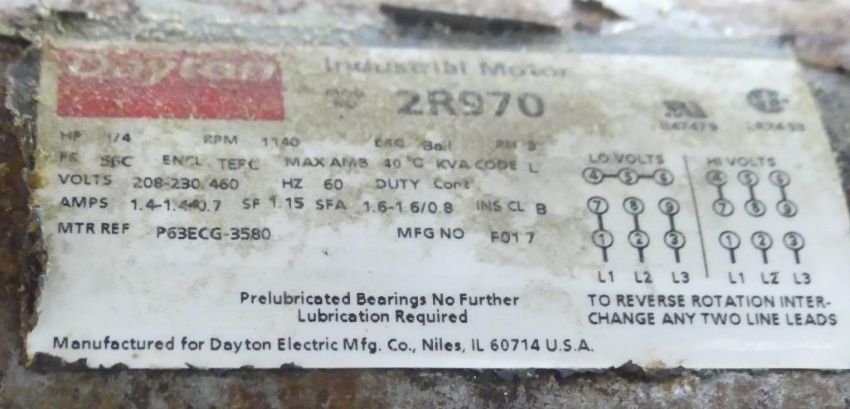 Dayton
Industrial Motor
2R970
HP 1/4 RPM 1140 BRG Ball PH 3
FR 56C ENCL TEFC MAX AMB 40 °C KVA CODE L
VOLTS 208-230/460 HZ 60 DUTY Cont
AMPS 1.4-1.4/0.7 SF 1.15 SFA 1.6-1.6/0.8 INS CL B
MTR REF P63ECG-3580 MFG NO F017
Prelubricated Bearings No Further
Lubrication Required
Manufactured for Dayton Electric Mfg. Co., Niles, IL 60714 U.S.A.
LO VOLTS
4 5 6
7 8 9
1 2 3
L1 L2 L3
HI VOLTS
4 5 6
7 8 9
1 2 3
L1 L2 L3
TO REVERSE ROTATION INTER-
CHANGE ANY TWO LINE LEADS